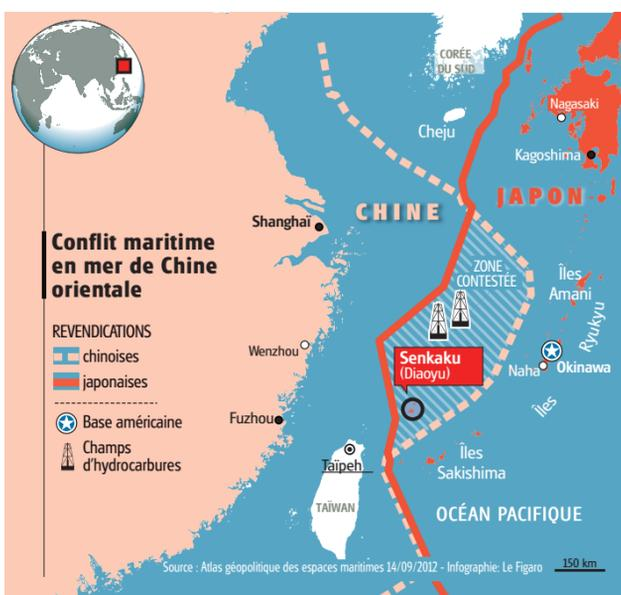 CORÉE
DU SUD
Nagasaki
Cheju
Kagoshima
CHINE
JAPON
Shanghaï
Conflit maritime
en mer de Chine
orientale
ZONE
CONTESTÉE
Îles
Amani
REVENDICATIONS
chinoises
japonaises
Wenzhou
Ryukyu
Senkaku
(Diaoyu)
Naha
Okinawa
Îles
Base américaine
Fuzhou
Champs
d'hydrocarbures
Taïpeh
Îles
Sakishima
TAÏWAN
OCÉAN PACIFIQUE
Source : Atlas géopolitique des espaces maritimes 14/09/2012 - Infographie: Le Figaro
150 km